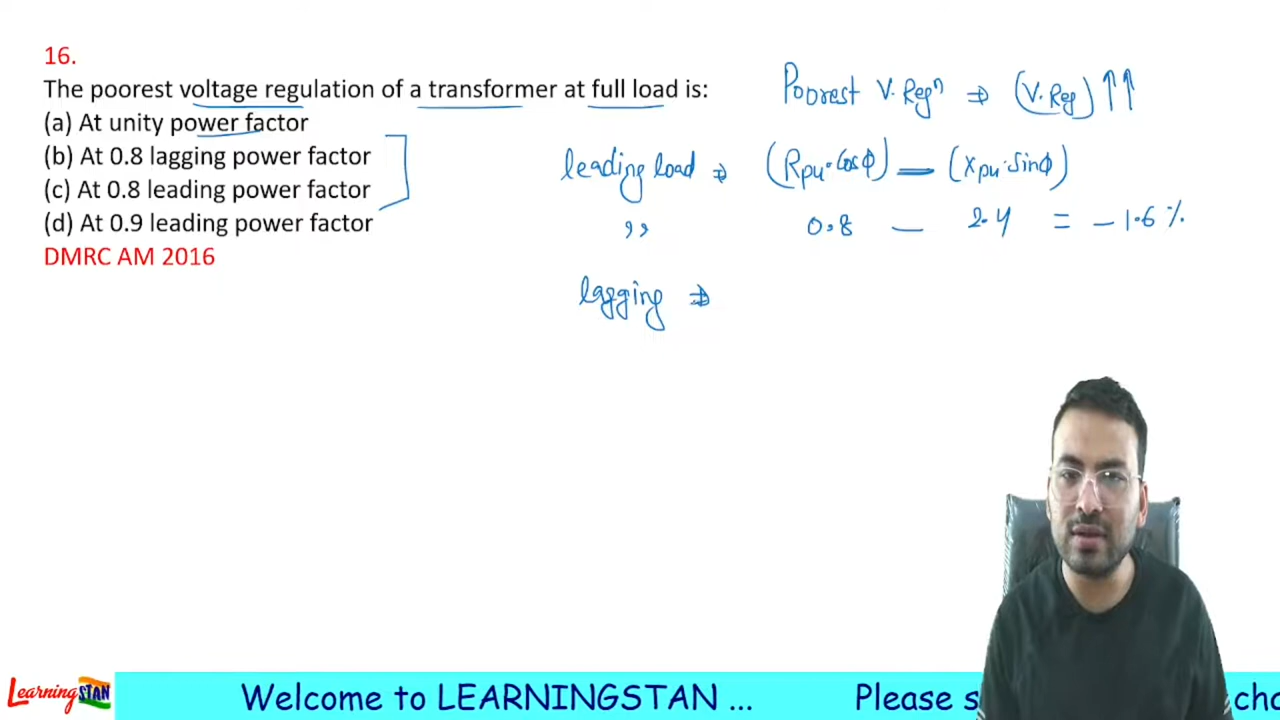 16.
The poorest voltage regulation of a transformer at full load is:
(a) At unity power factor
(b) At 0.8 lagging power factor
(c) At 0.8 leading power factor
(d) At 0.9 leading power factor
DMRC AM 2016
Poorest V. Regⁿ ⇒ (V. Reg) ↑↑
leading load ⇒ (Rpu. Cosϕ) — (Xpu. Sinϕ)
,, 0.8 — 2.4 = — 1.6 %
lagging ⇒
LearningSTAN
Welcome to LEARNINGSTAN ... Please s